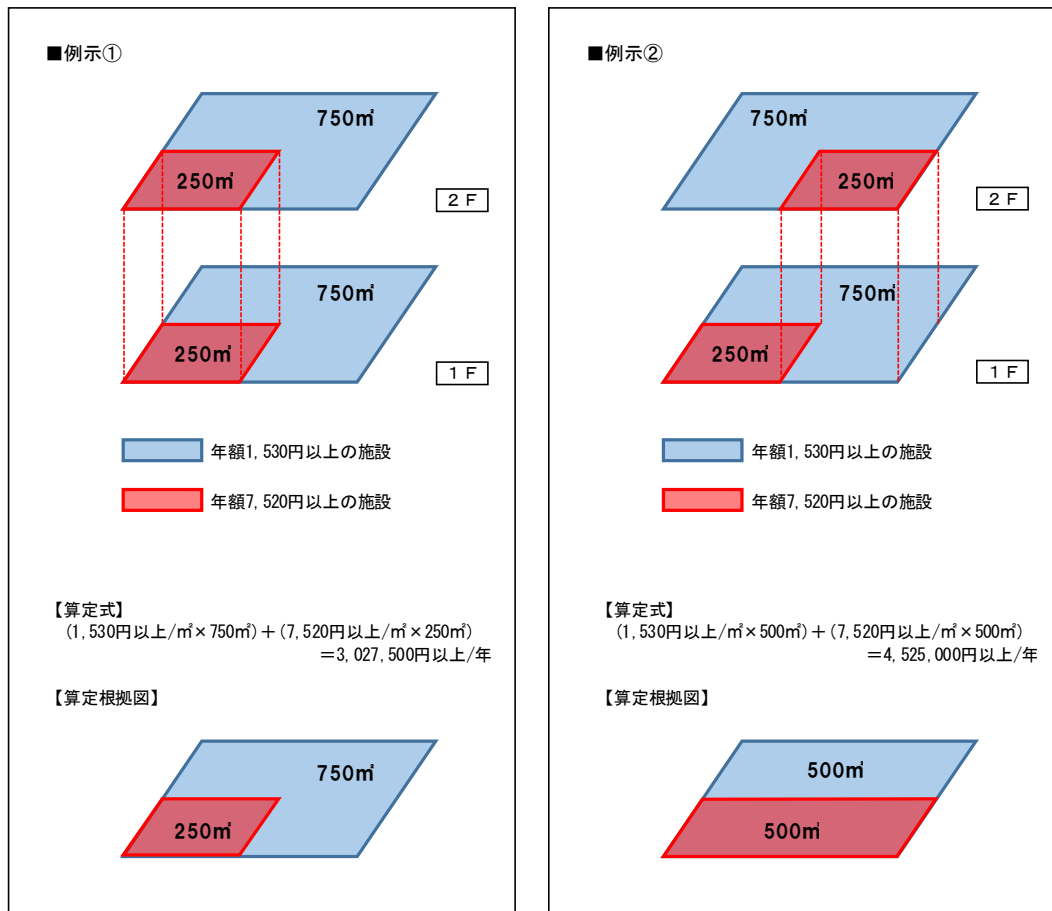 ■例示①
750㎡
250㎡
２Ｆ
750㎡
250㎡
１Ｆ
年額1,530円以上の施設
年額7,520円以上の施設
【算定式】
(1,530円以上/㎡×750㎡)＋(7,520円以上/㎡×250㎡)
＝3,027,500円以上/年
【算定根拠図】
750㎡
250㎡
■例示②
750㎡
250㎡
２Ｆ
750㎡
250㎡
１Ｆ
年額1,530円以上の施設
年額7,520円以上の施設
【算定式】
(1,530円以上/㎡×500㎡)＋(7,520円以上/㎡×500㎡)
＝4,525,000円以上/年
【算定根拠図】
500㎡
500㎡